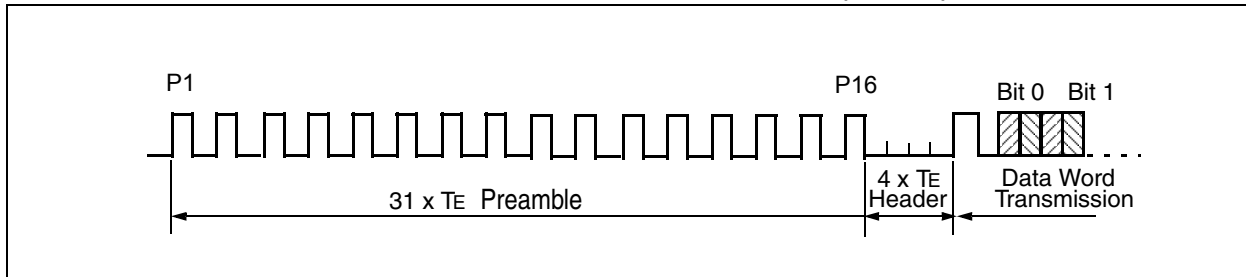 P1
P16
Bit 0 Bit 1
31 x TE Preamble
4 x TE
Header
Data Word
Transmission